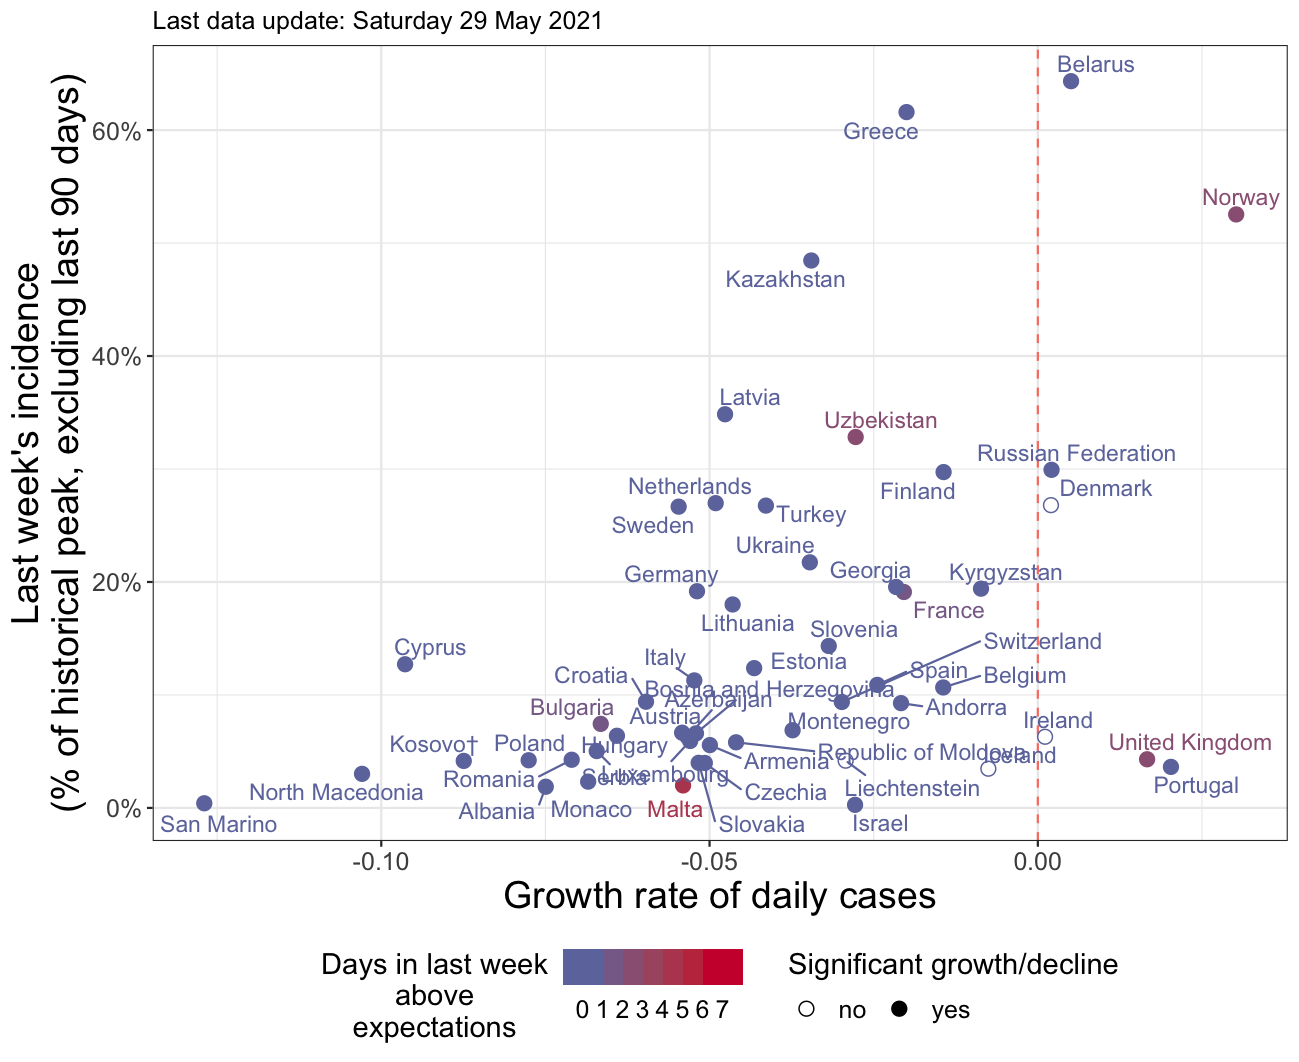 Last data update: Saturday 29 May 2021
Last week's incidence
(% of historical peak, excluding last 90 days)
60%
40%
20%
0%
Belarus
Greece
Norway
Kazakhstan
Latvia
Uzbekistan
Russian Federation
Netherlands
Finland
Denmark
Sweden
Turkey
Ukraine
Germany
Georgia
Kyrgyzstan
France
Lithuania
Slovenia
Switzerland
Cyprus
Italy
Estonia
Spain
Croatia
Bosnia and Herzegovina
Belgium
Azerbaijan
Bulgaria
Andorra
Austria
Montenegro
Ireland
Kosovo†
Poland
Hungary
Republic of Moldova
Iceland
United Kingdom
Armenia
Romania
Serbia
Luxembourg
Liechtenstein
Portugal
North Macedonia
Czechia
Albania
Monaco
Malta
San Marino
Slovakia
Israel
-0.10 -0.05 0.00
Growth rate of daily cases
Days in last week
above
expectations
0 1 2 3 4 5 6 7
Significant growth/decline
no yes